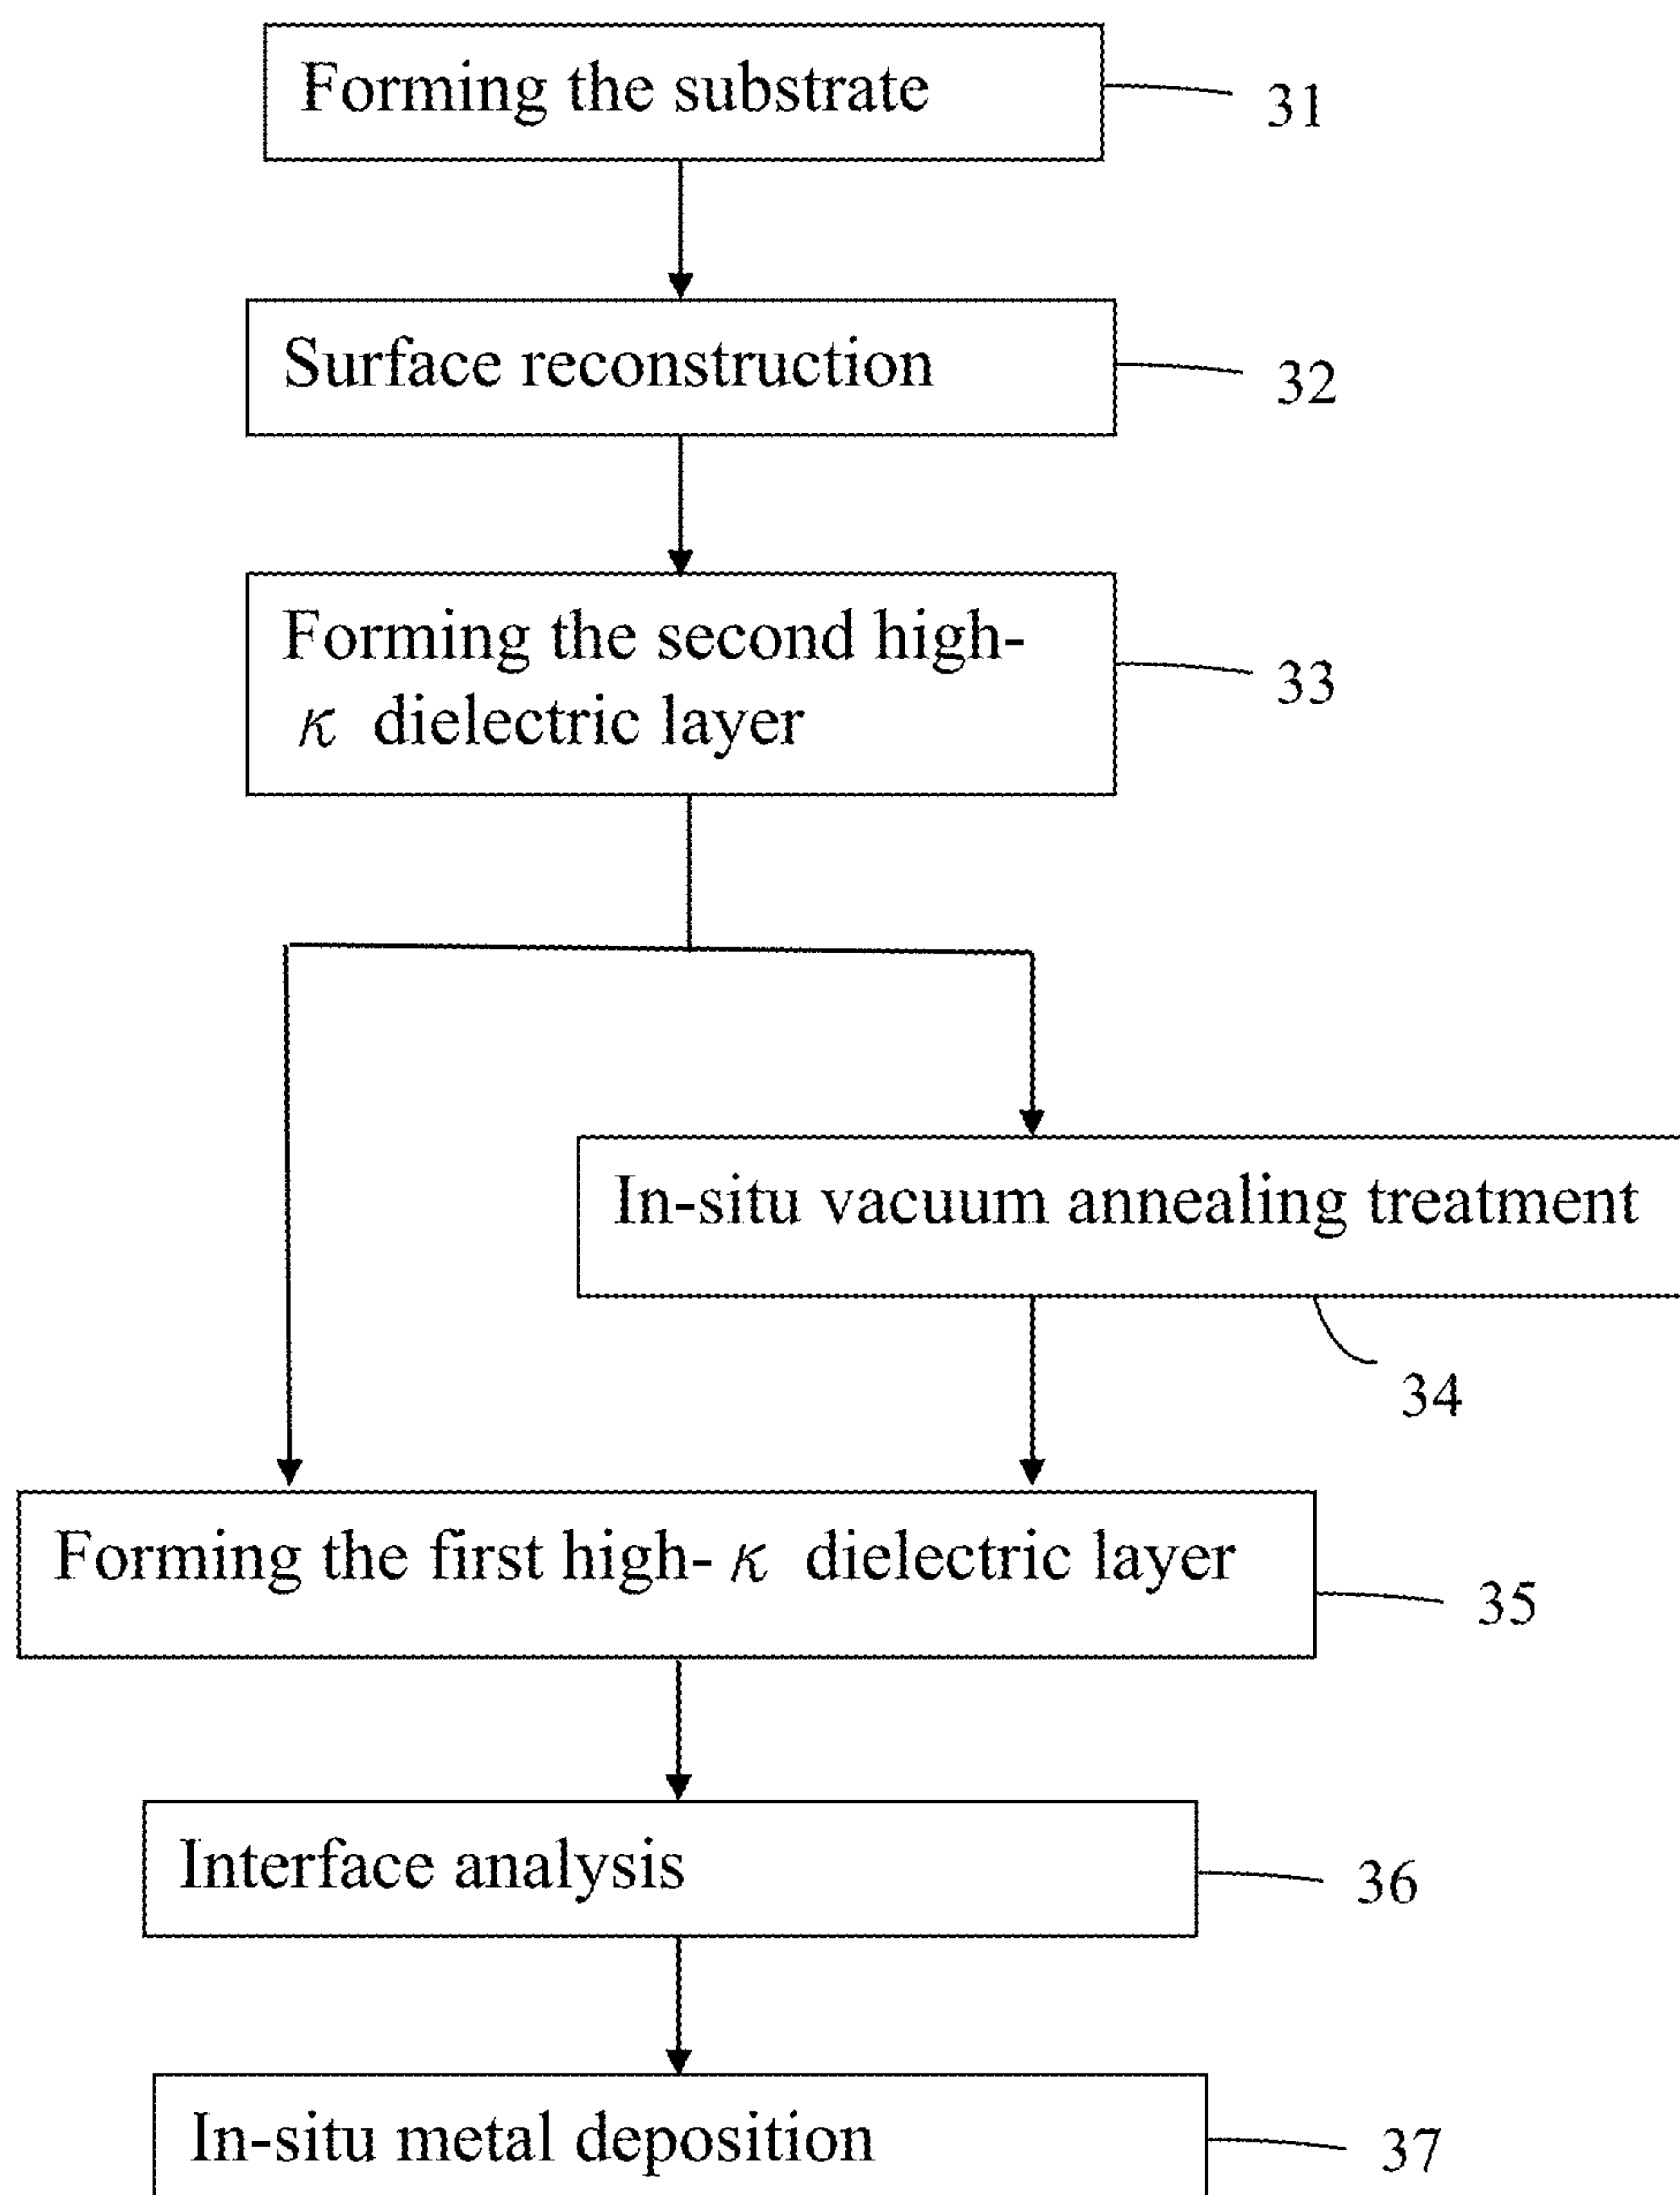 Forming the substrate
31
Surface reconstruction
32
Forming the second high-
κ dielectric layer
33
In-situ vacuum annealing treatment
34
Forming the first high- κ dielectric layer
35
Interface analysis
36
In-situ metal deposition
37